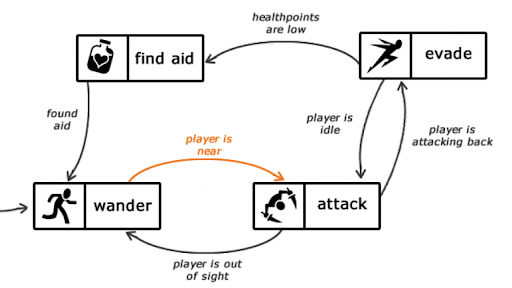 healthpoints
are low
find aid
evade
found
aid
player is
near
player is
idle
player is
attacking back
wander
attack
player is out
of sight